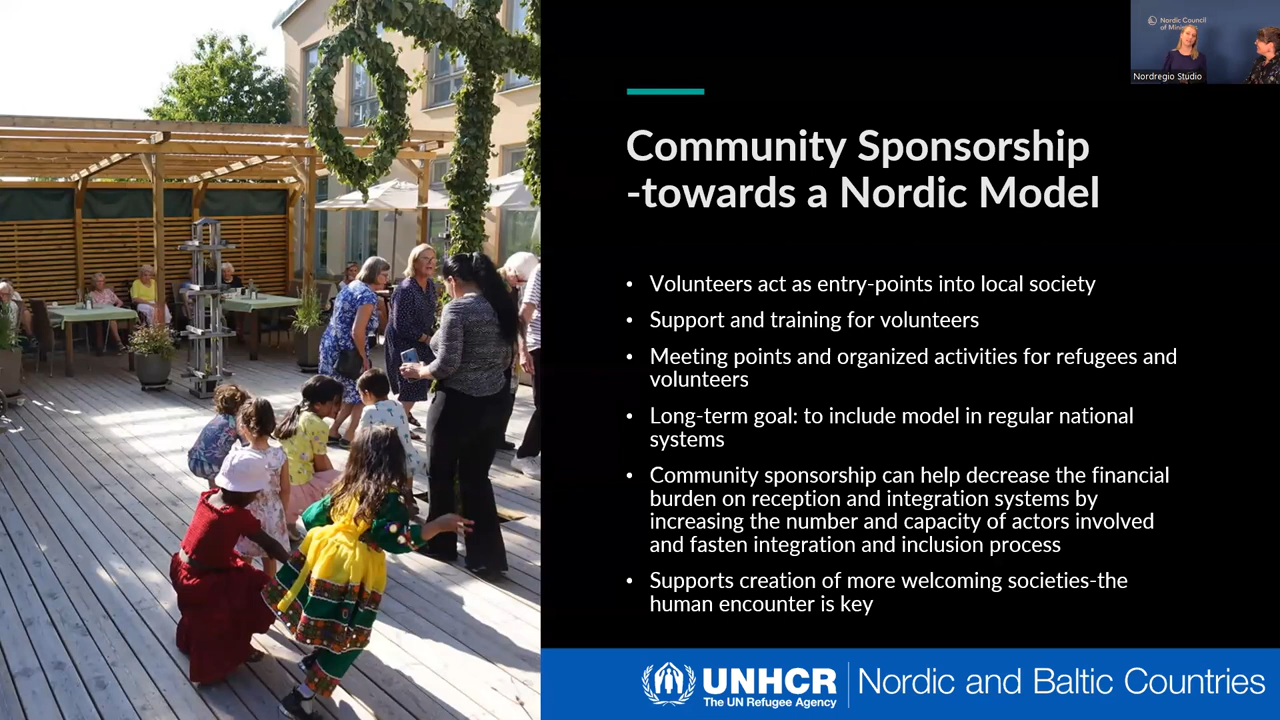 Nordic Council
of Ministers
Nordregio Studio
Community Sponsorship
-towards a Nordic Model
• Volunteers act as entry-points into local society
• Support and training for volunteers
• Meeting points and organized activities for refugees and
volunteers
• Long-term goal: to include model in regular national
systems
• Community sponsorship can help decrease the financial
burden on reception and integration systems by
increasing the number and capacity of actors involved
and fasten integration and inclusion process
• Supports creation of more welcoming societies-the
human encounter is key
UNHCR
The UN Refugee Agency
Nordic and Baltic Countries